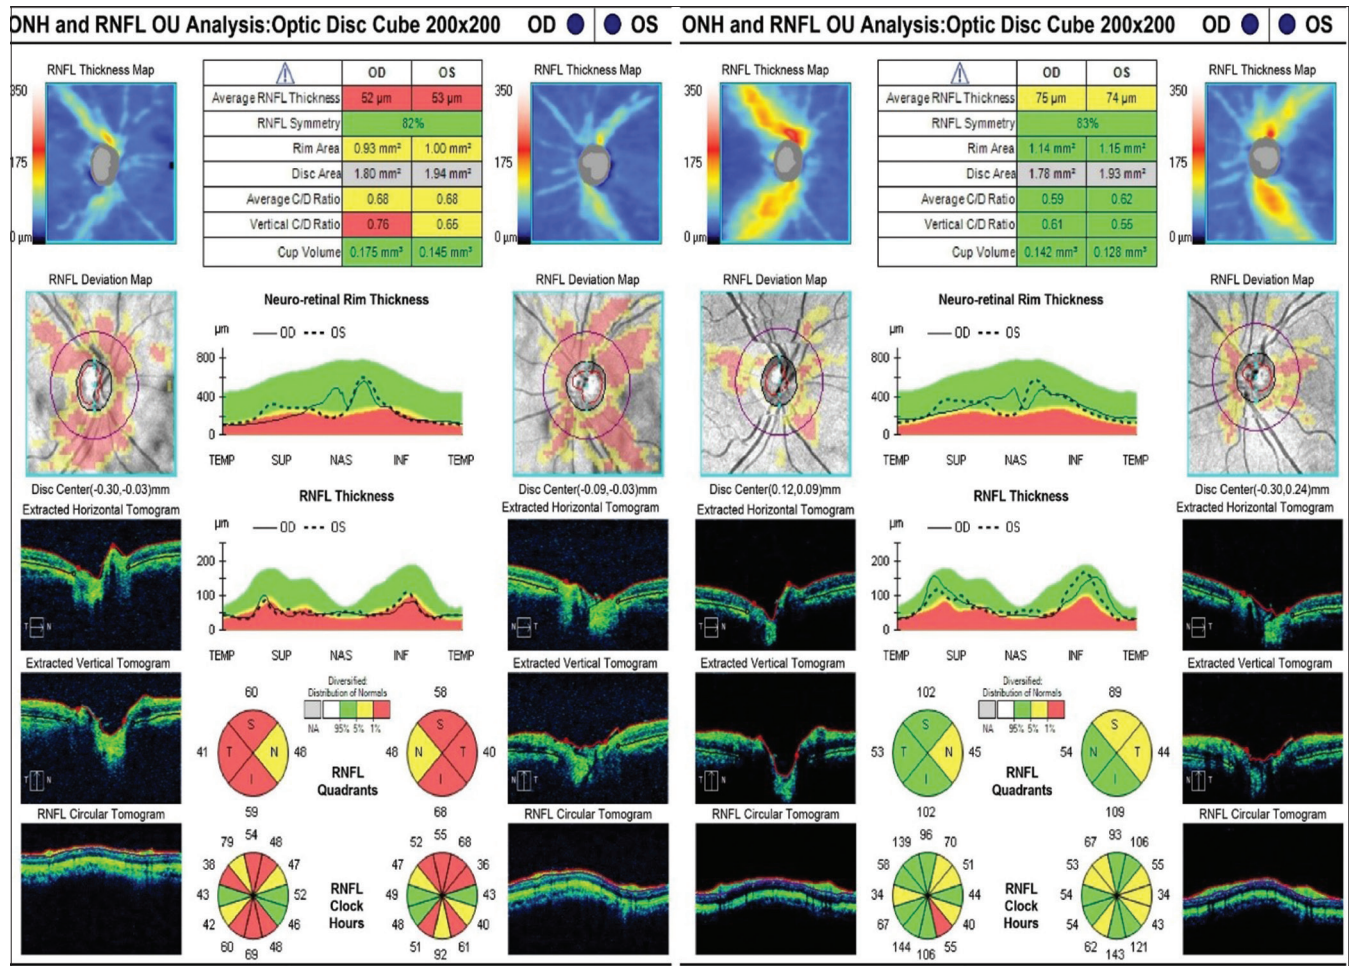 ONH and RNFL OU Analysis:Optic Disc Cube 200x200 OD OS
RNFL Thickness Map
350
175
0 µm
OD OS
Average RNFL Thickness 52 µm 53 µm
RNFL Symmetry 82%
Rim Area 0.93 mm² 1.00 mm²
Disc Area 1.80 mm² 1.94 mm²
Average C/D Ratio 0.68 0.68
Vertical C/D Ratio 0.76 0.65
Cup Volume 0.175 mm³ 0.145 mm³
RNFL Thickness Map
350
175
0 µm
RNFL Deviation Map
Disc Center(-0.30,-0.03)mm
Neuro-retinal Rim Thickness
µm OD OS
800
400
0
TEMP SUP NAS INF TEMP
RNFL Deviation Map
Disc Center(-0.09,-0.03)mm
Extracted Horizontal Tomogram
T N
RNFL Thickness
µm OD OS
200
100
0
TEMP SUP NAS INF TEMP
Extracted Horizontal Tomogram
T N
Extracted Vertical Tomogram
T N
Diversified:
Distribution of Normals
NA 95% 5% 1%
60
S
41 T N 48
I
59
RNFL
Quadrants
58
S
48 N T 40
I
68
Extracted Vertical Tomogram
N T
RNFL Circular Tomogram
54
79 48
38 47
43 52
42 46
60 48
69
RNFL
Clock
Hours
55
52 68
47 36
49 43
48 40
51 61
92
RNFL Circular Tomogram
ONH and RNFL OU Analysis:Optic Disc Cube 200x200 OD OS
RNFL Thickness Map
350
175
0 µm
OD OS
Average RNFL Thickness 75 µm 74 µm
RNFL Symmetry 83%
Rim Area 1.14 mm² 1.15 mm²
Disc Area 1.78 mm² 1.93 mm²
Average C/D Ratio 0.59 0.62
Vertical C/D Ratio 0.61 0.55
Cup Volume 0.142 mm³ 0.128 mm³
RNFL Thickness Map
350
175
0 µm
RNFL Deviation Map
Disc Center(0.12,0.09)mm
Neuro-retinal Rim Thickness
µm OD OS
800
400
0
TEMP SUP NAS INF TEMP
RNFL Deviation Map
Disc Center(-0.30,0.24)mm
Extracted Horizontal Tomogram
T N
RNFL Thickness
µm OD OS
200
100
0
TEMP SUP NAS INF TEMP
Extracted Horizontal Tomogram
N T
Extracted Vertical Tomogram
T N
Diversified:
Distribution of Normals
NA 95% 5% 1%
102
S
53 T N 45
I
102
RNFL
Quadrants
89
S
54 N T 44
I
109
Extracted Vertical Tomogram
N T
RNFL Circular Tomogram
96
139 70
58 51
34 44
67 40
144 55
106
RNFL
Clock
Hours
93
67 106
53 55
54 34
54 43
62 121
143
RNFL Circular Tomogram